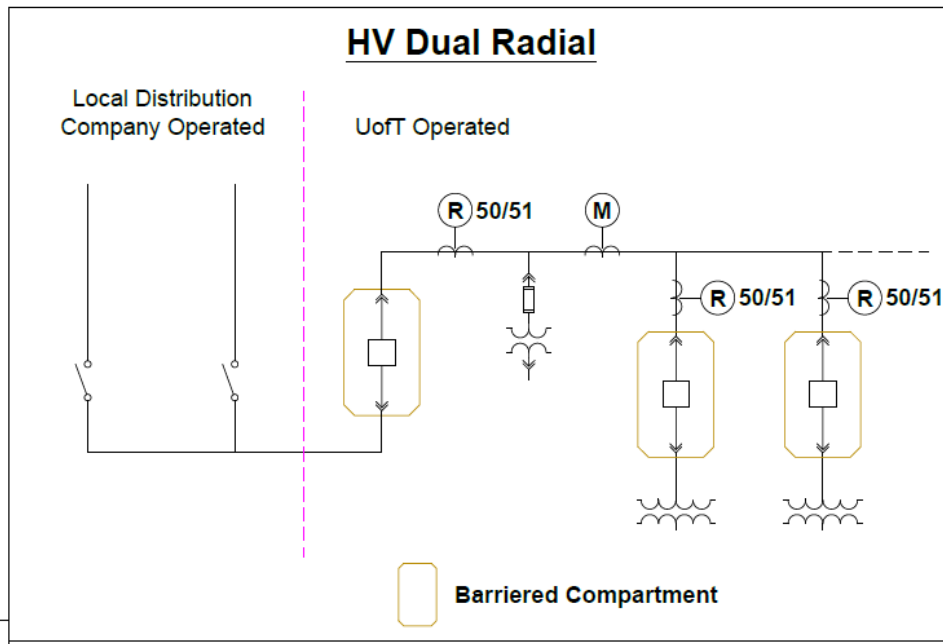 HV Dual Radial
Local Distribution
Company Operated
UofT Operated
R 50/51
M
R 50/51
R 50/51
Barriered Compartment